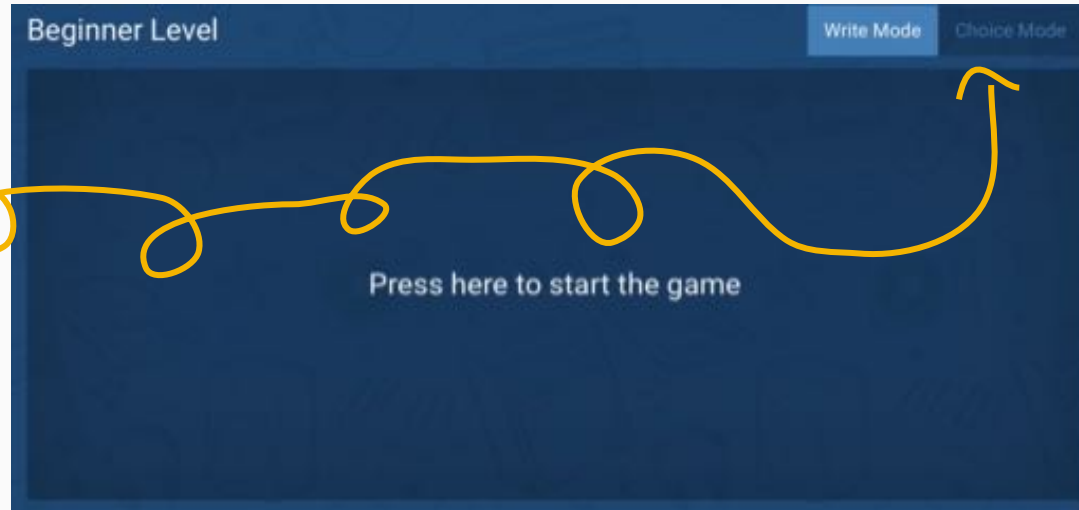 Beginner Level
Write Mode
Choice Mode
Press here to start the game